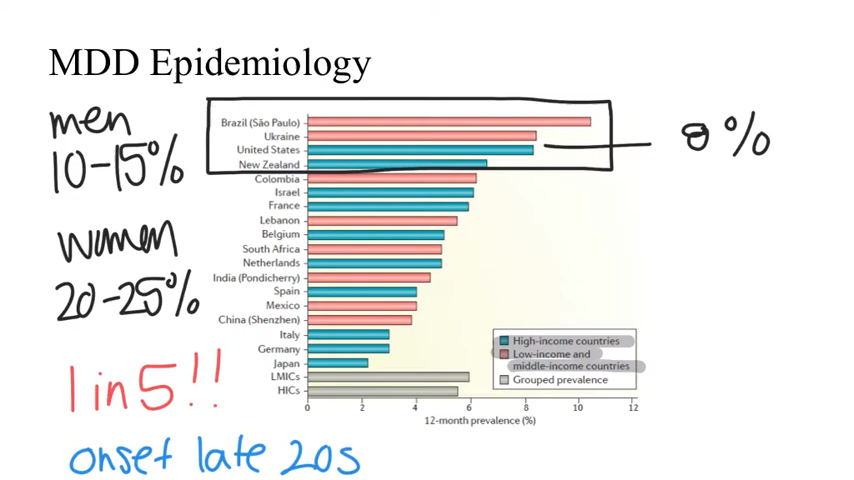 MDD Epidemiology
men
10-15%
women
20-25%
1 in 5!!
onset late 20s
Brazil (São Paulo)
Ukraine
United States
New Zealand
Colombia
Israel
France
Lebanon
Belgium
South Africa
Netherlands
India (Pondicherry)
Spain
Mexico
China (Shenzhen)
Italy
Germany
Japan
LMICs
HICs
0 2 4 6 8 10 12
12-month prevalence (%)
High-income countries
Low-income and
middle-income countries
Grouped prevalence
8%